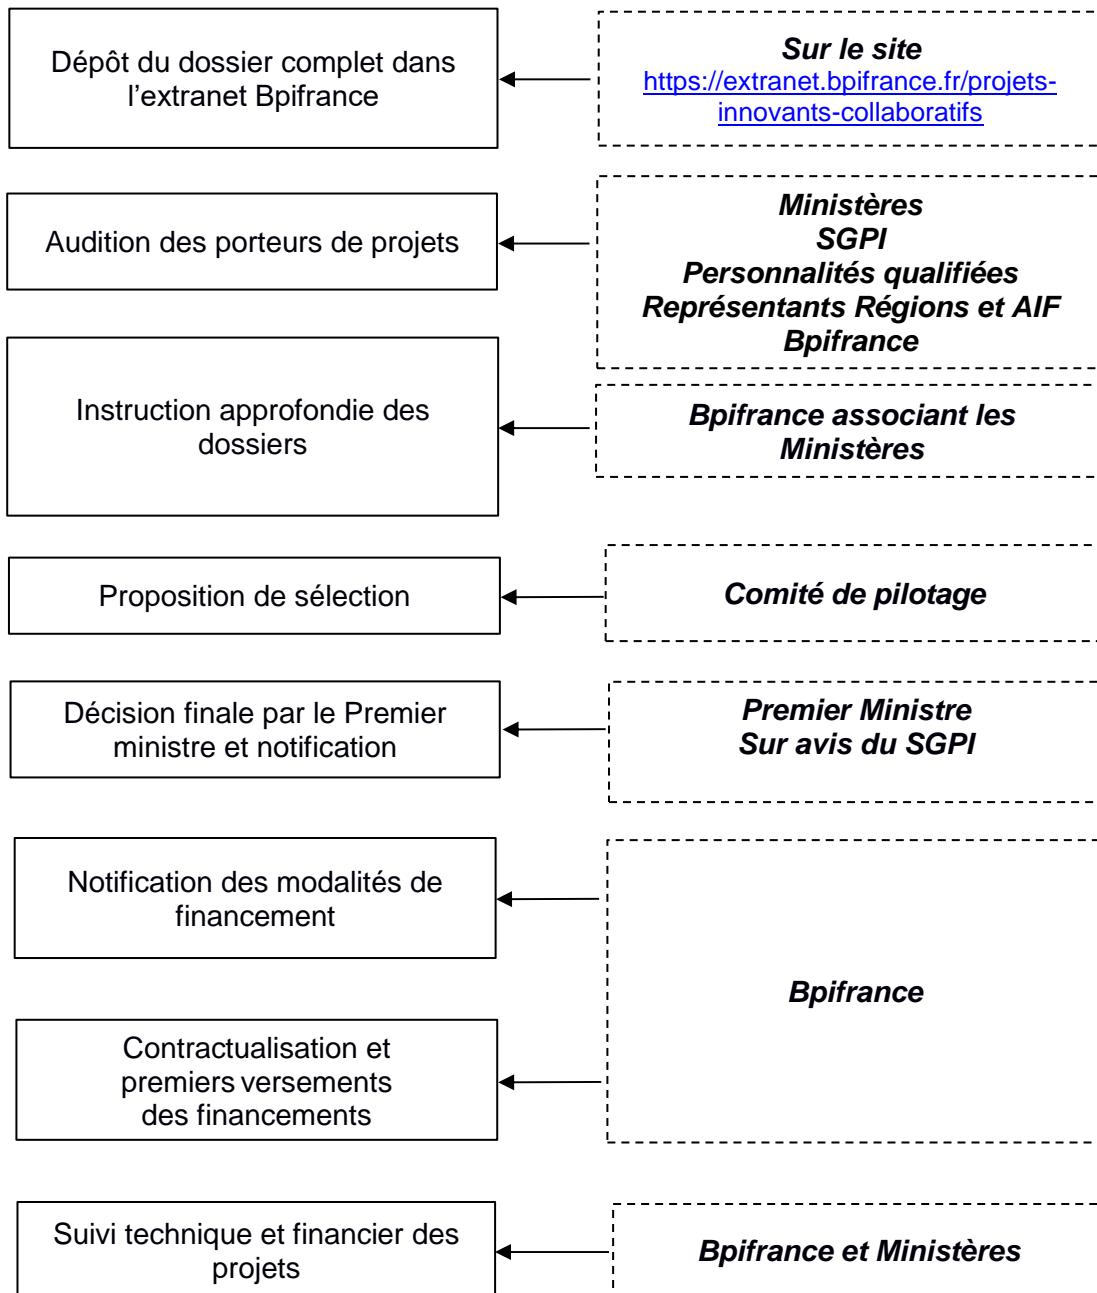 Dépôt du dossier complet dans
l'extranet Bpifrance
Sur le site
https://extranet.bpifrance.fr/projets-
innovants-collaboratifs
Audition des porteurs de projets
Ministères
SGPI
Personnalités qualifiées
Représentants Régions et AIF
Bpifrance
Instruction approfondie des
dossiers
Bpifrance associant les
Ministères
Proposition de sélection
Comité de pilotage
Décision finale par le Premier
ministre et notification
Premier Ministre
Sur avis du SGPI
Notification des modalités de
financement
Bpifrance
Contractualisation et
premiers versements
des financements
Suivi technique et financier des
projets
Bpifrance et Ministères